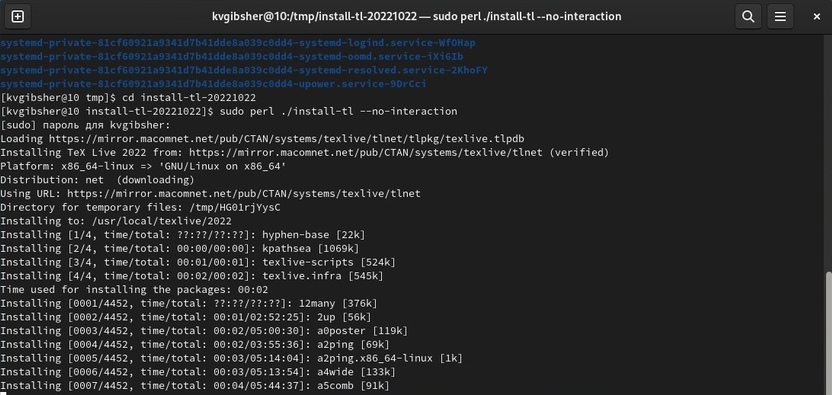 kvgibsher@10:/tmp/install-tl-20221022 — sudo perl ./install-tl --no-interaction
systemd-private-81cf60921a9341d7b41dde8a039c0dd4-systemd-logind.service-WfOHap
systemd-private-81cf60921a9341d7b41dde8a039c0dd4-systemd-oomd.service-iXi6Ib
systemd-private-81cf60921a9341d7b41dde8a039c0dd4-systemd-resolved.service-2KhoFY
systemd-private-81cf60921a9341d7b41dde8a039c0dd4-upower.service-9DrCci
[kvgibsher@10 tmp]$ cd install-tl-20221022
[kvgibsher@10 install-tl-20221022]$ sudo perl ./install-tl --no-interaction
[sudo] пароль для kvgibsher:
Loading https://mirror.macomnet.net/pub/CTAN/systems/texlive/tlnet/tlpkg/texlive.tlpdb
Installing TeX Live 2022 from: https://mirror.macomnet.net/pub/CTAN/systems/texlive/tlnet (verified)
Platform: x86_64-linux => 'GNU/Linux on x86_64'
Distribution: net  (downloading)
Using URL: https://mirror.macomnet.net/pub/CTAN/systems/texlive/tlnet
Directory for temporary files: /tmp/HG01rjYysC
Installing to: /usr/local/texlive/2022
Installing [1/4, time/total: ??:??/??:??]: hyphen-base [22k]
Installing [2/4, time/total: 00:00/00:00]: kpathsea [1069k]
Installing [3/4, time/total: 00:01/00:01]: texlive-scripts [524k]
Installing [4/4, time/total: 00:02/00:02]: texlive.infra [545k]
Time used for installing the packages: 00:02
Installing [0001/4452, time/total: ??:??/??:??]: 12many [376k]
Installing [0002/4452, time/total: 00:01/02:52:25]: 2up [56k]
Installing [0003/4452, time/total: 00:02/05:00:30]: a0poster [119k]
Installing [0004/4452, time/total: 00:02/03:55:36]: a2ping [69k]
Installing [0005/4452, time/total: 00:03/05:14:04]: a2ping.x86_64-linux [1k]
Installing [0006/4452, time/total: 00:03/05:13:54]: a4wide [133k]
Installing [0007/4452, time/total: 00:04/05:44:37]: a5comb [91k]